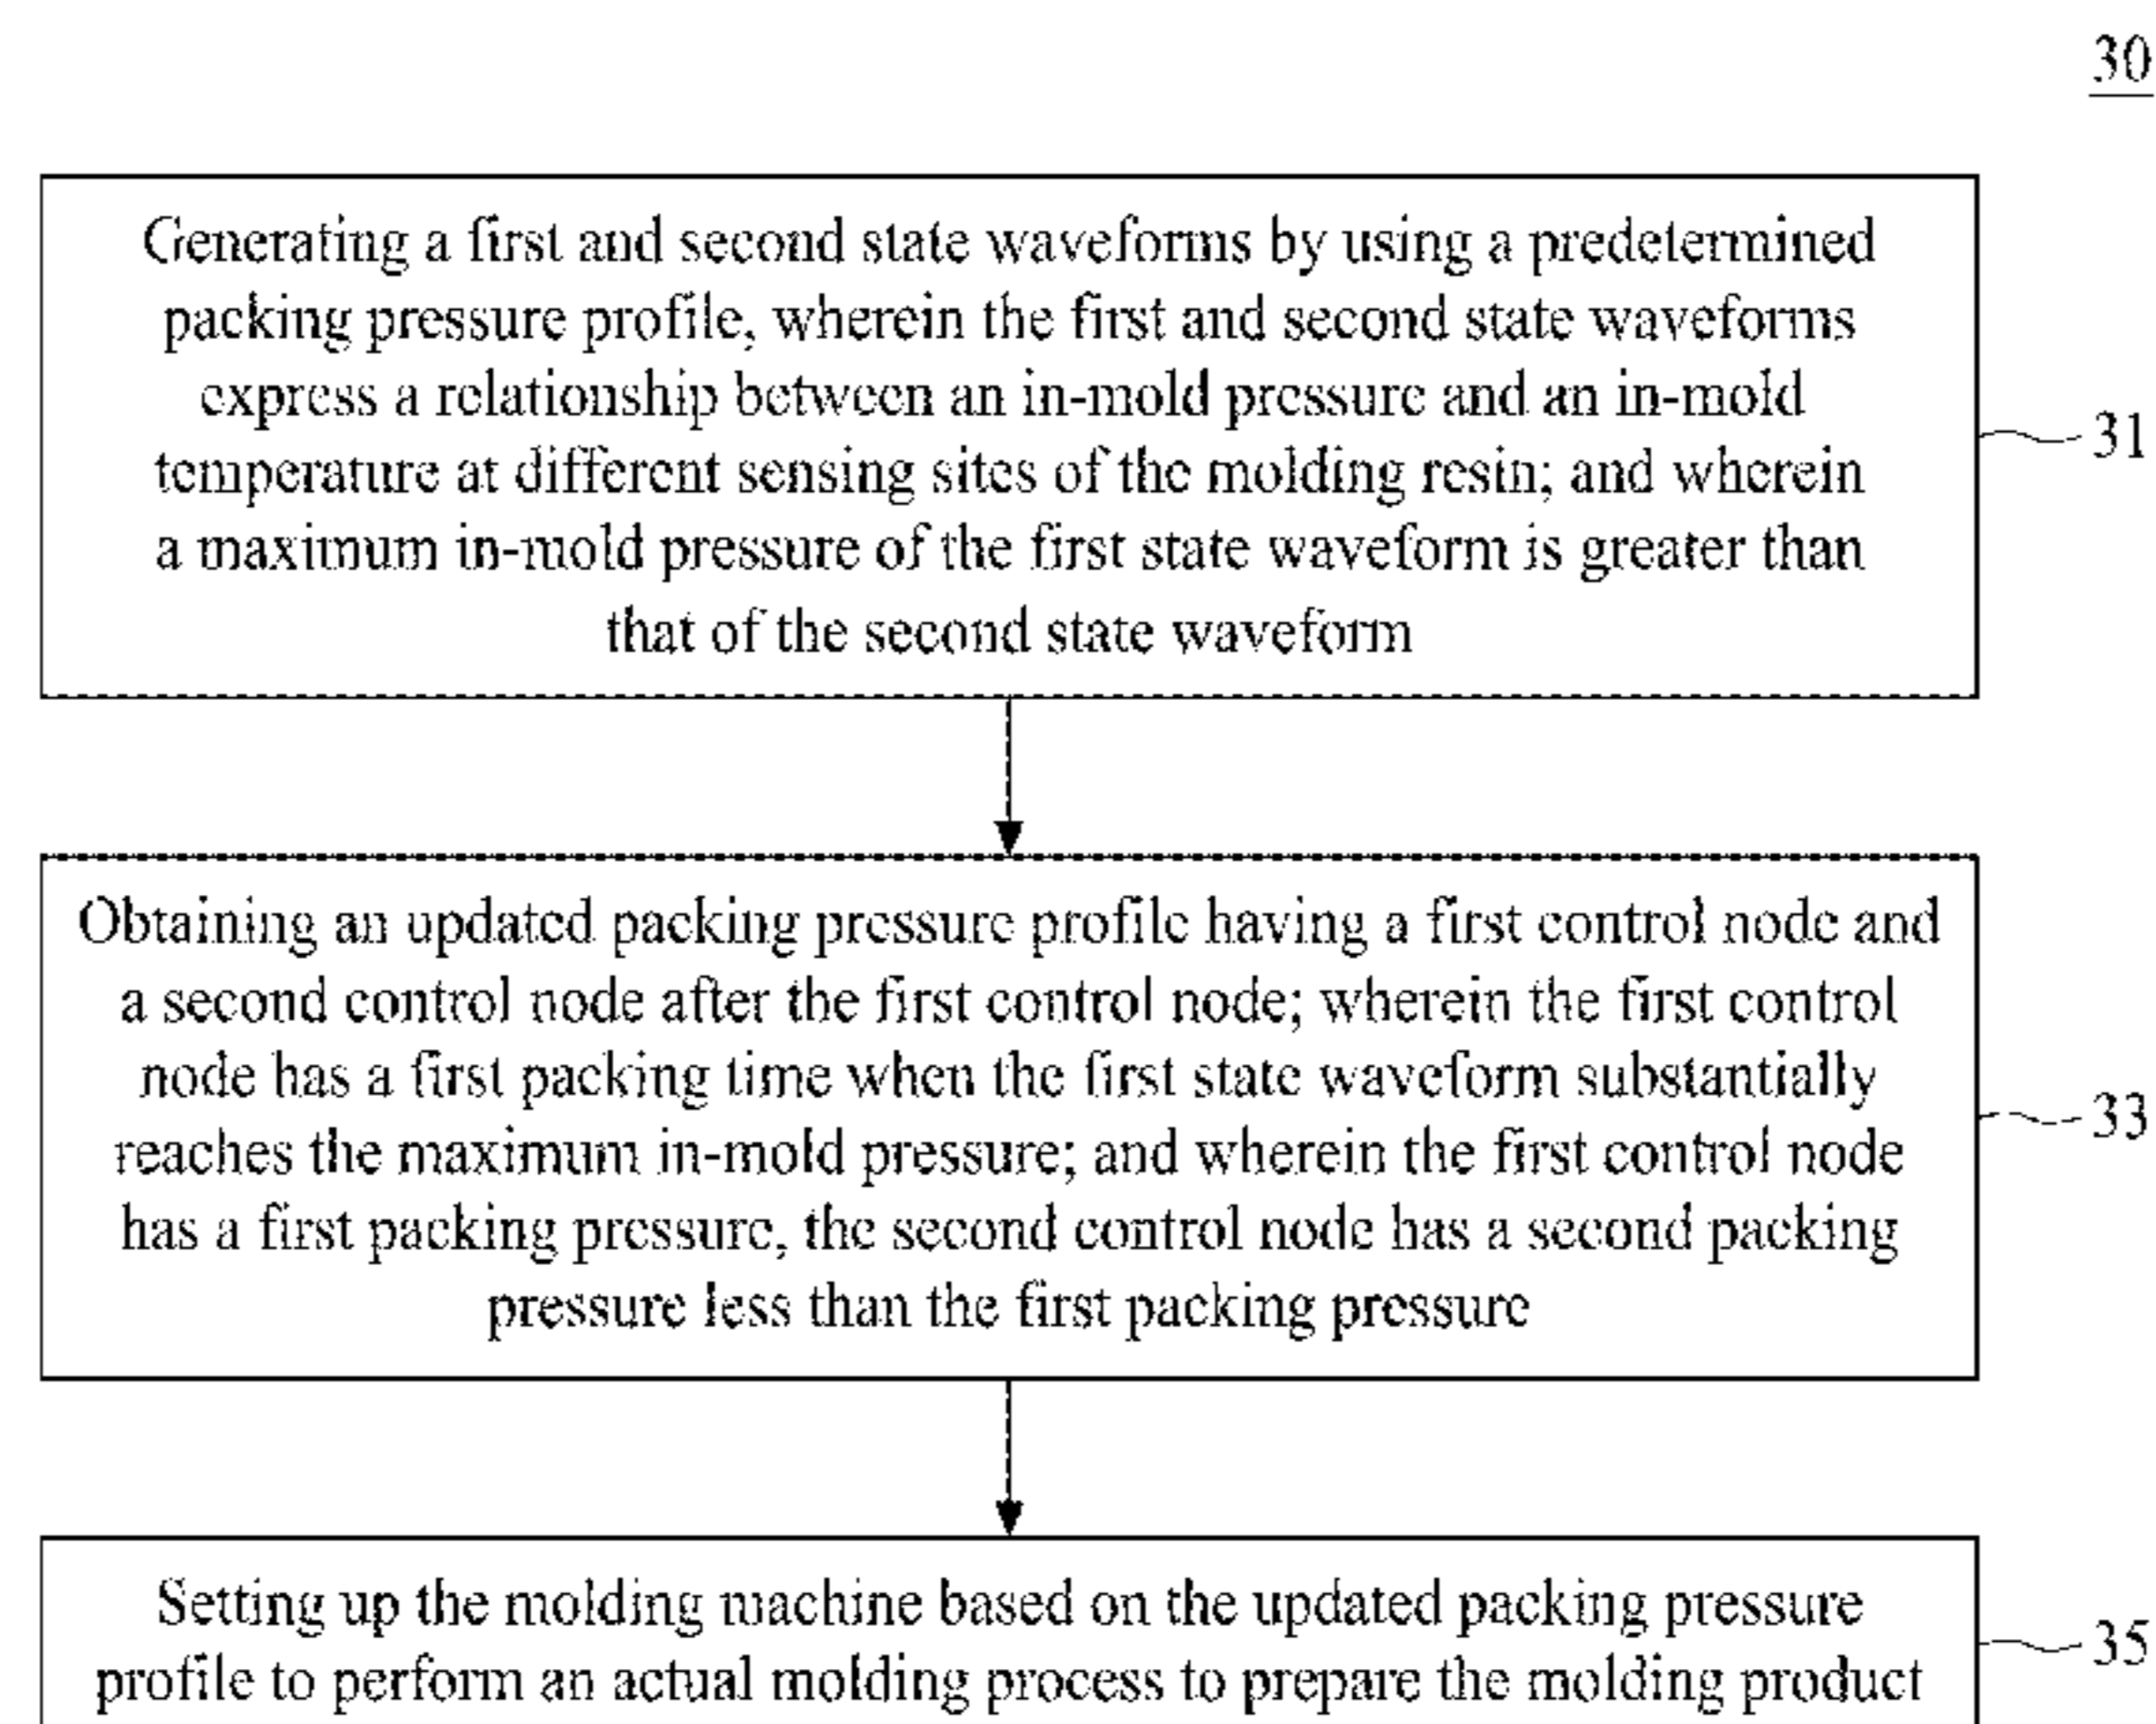 30
Generating a first and second state waveforms by using a predetermined
packing pressure profile, wherein the first and second state waveforms
express a relationship between an in-mold pressure and an in-mold
temperature at different sensing sites of the molding resin; and wherein
a maximum in-mold pressure of the first state waveform is greater than
that of the second state waveform
31
Obtaining an updated packing pressure profile having a first control node and
a second control node after the first control node; wherein the first control
node has a first packing time when the first state waveform substantially
reaches the maximum in-mold pressure; and wherein the first control node
has a first packing pressure, the second control node has a second packing
pressure less than the first packing pressure
33
Setting up the molding machine based on the updated packing pressure
profile to perform an actual molding process to prepare the molding product
35